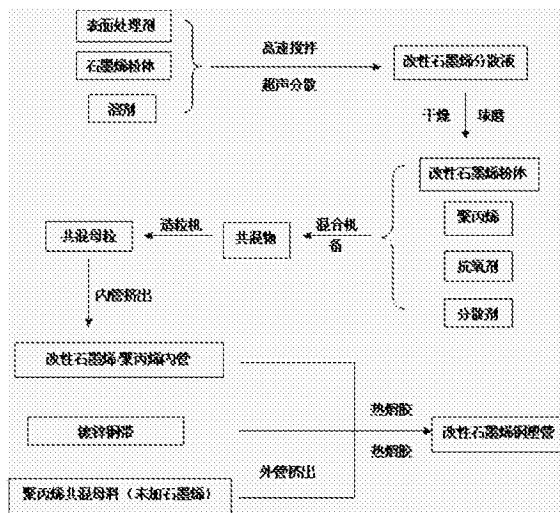 表面处理剂
石墨烯粉体
溶剂
高速搅拌
超声分散
改性石墨烯分散液
干燥 球磨
改性石墨烯粉体
聚丙烯
抗氧剂
分散剂
混合机
备
共混物
造粒机
共混母粒
内管挤出
改性石墨烯/聚丙烯内管
镀锌钢带
聚丙烯共混母料（未加石墨烯）
外管挤出
热熔胶
热熔胶
改性石墨烯钢塑管